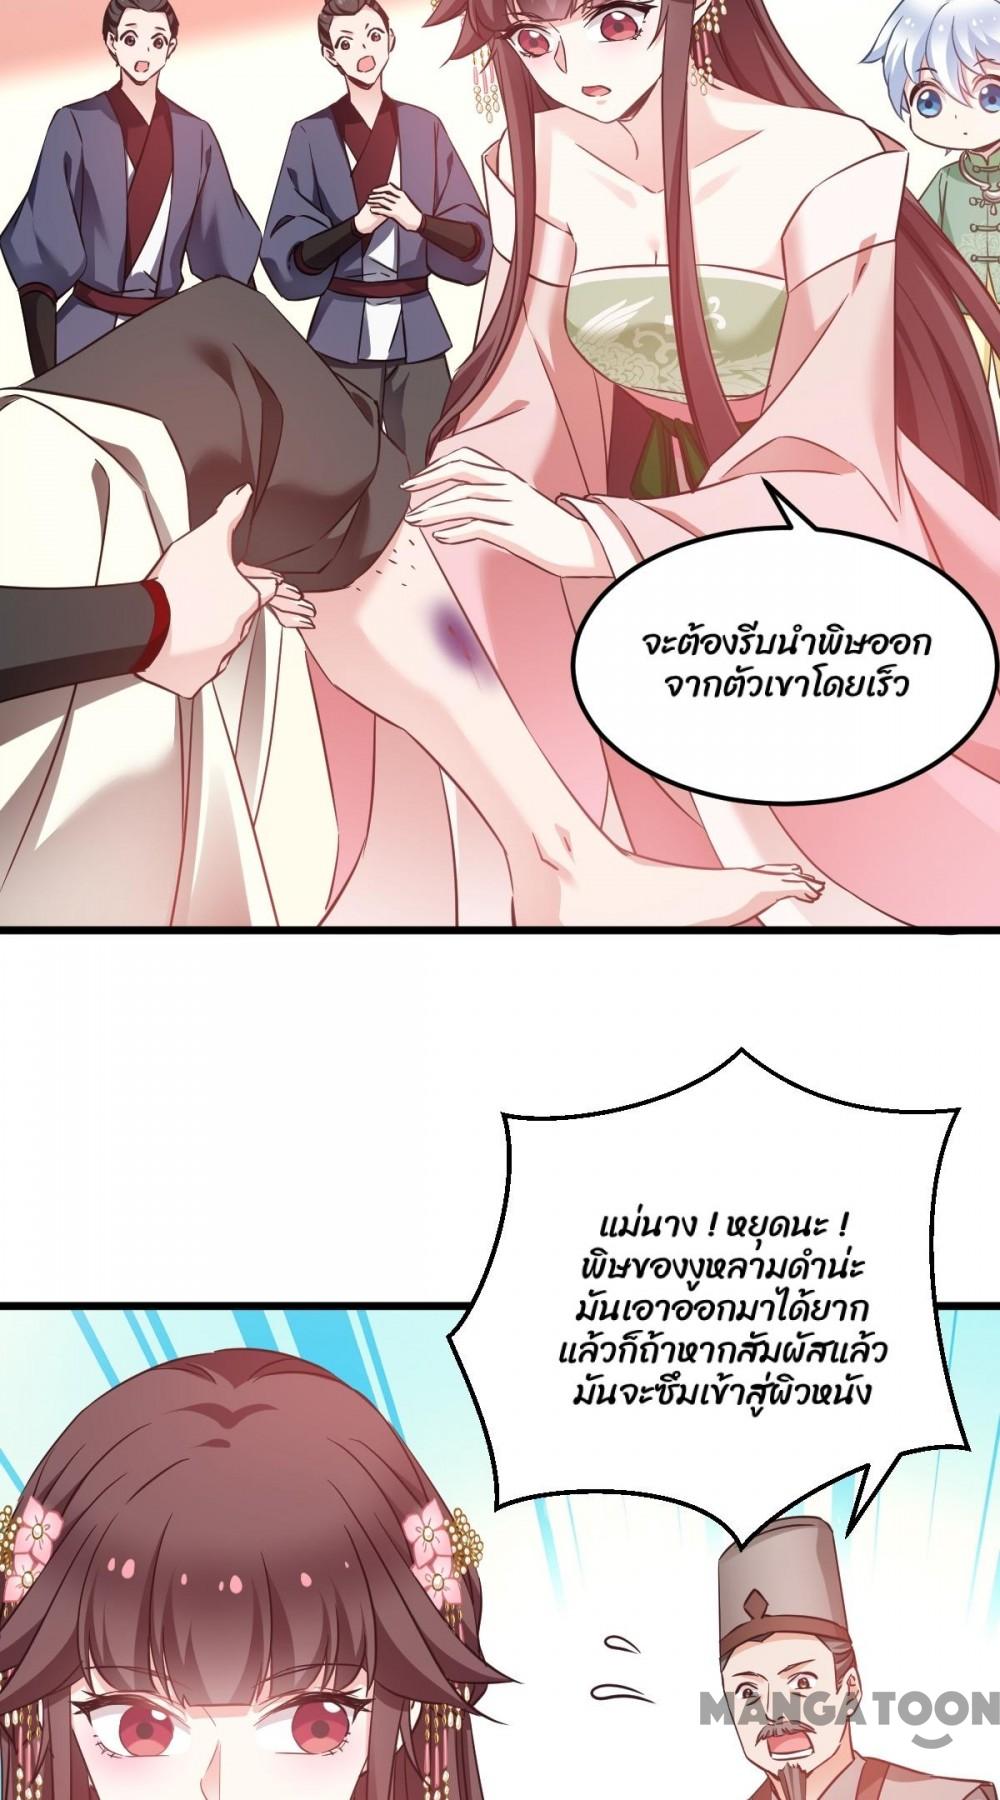 จะต้องรีบนำพิษออก
จากตัวเขาโดยเร็ว
แม่นาง ! หยุดนะ !
พิษของงูหลามดำน่ะ
มันเอาออกมาได้ยาก
แล้วก็ถ้าหากสัมผัสแล้ว
มันจะซึมเข้าสู่ผิวหนัง
MANGATOON